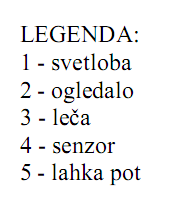 LEGENDA:
1 - svetloba
2 - ogledalo
3 - leča
4 - senzor
5 - lahka pot